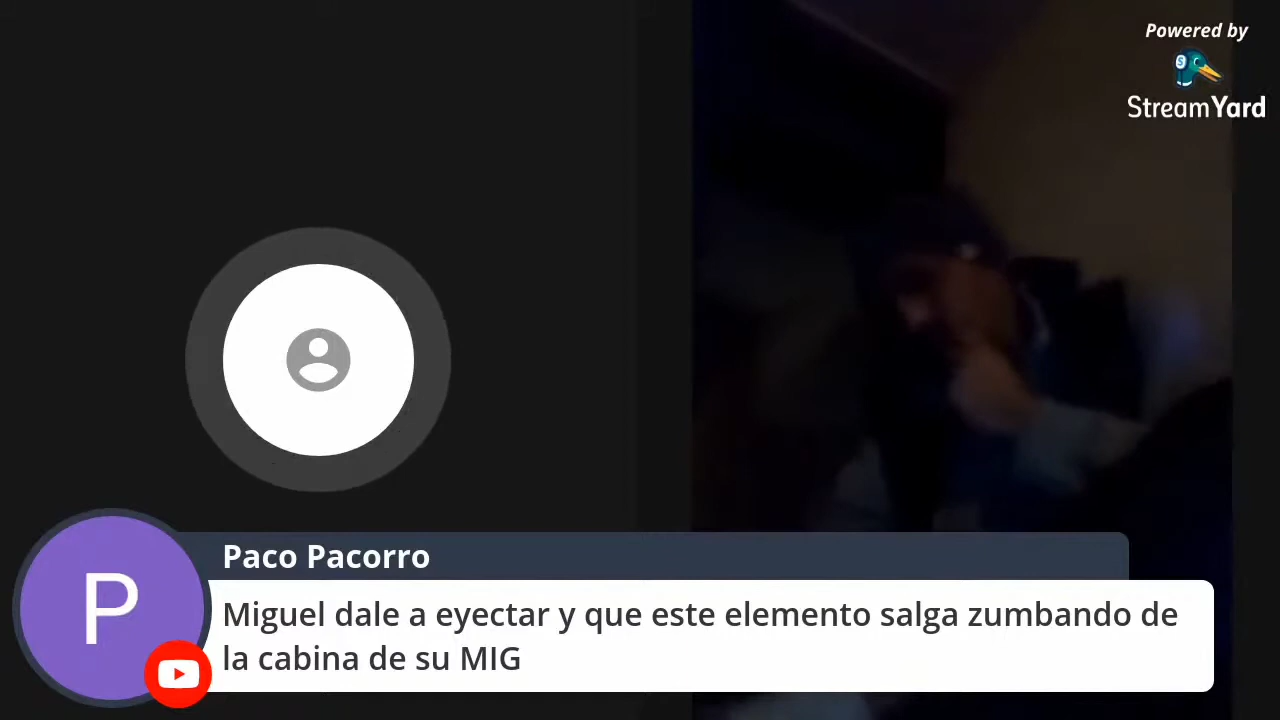 Powered by
StreamYard
Paco Pacorro
P
Miguel dale a eyectar y que este elemento salga zumbando de
la cabina de su MIG